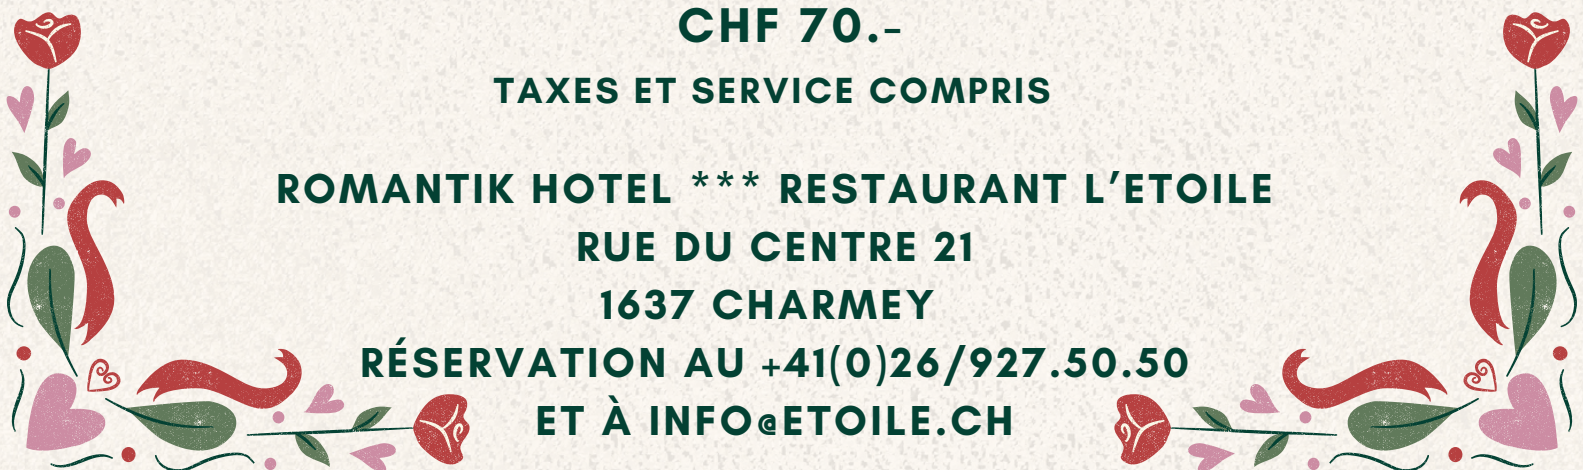 CHF 70.-
TAXES ET SERVICE COMPRIS
ROMANTIK HOTEL *** RESTAURANT L’ETOILE
RUE DU CENTRE 21
1637 CHARMEY
RÉSERVATION AU +41(0)26/927.50.50
ET À INFO@ETOILE.CH